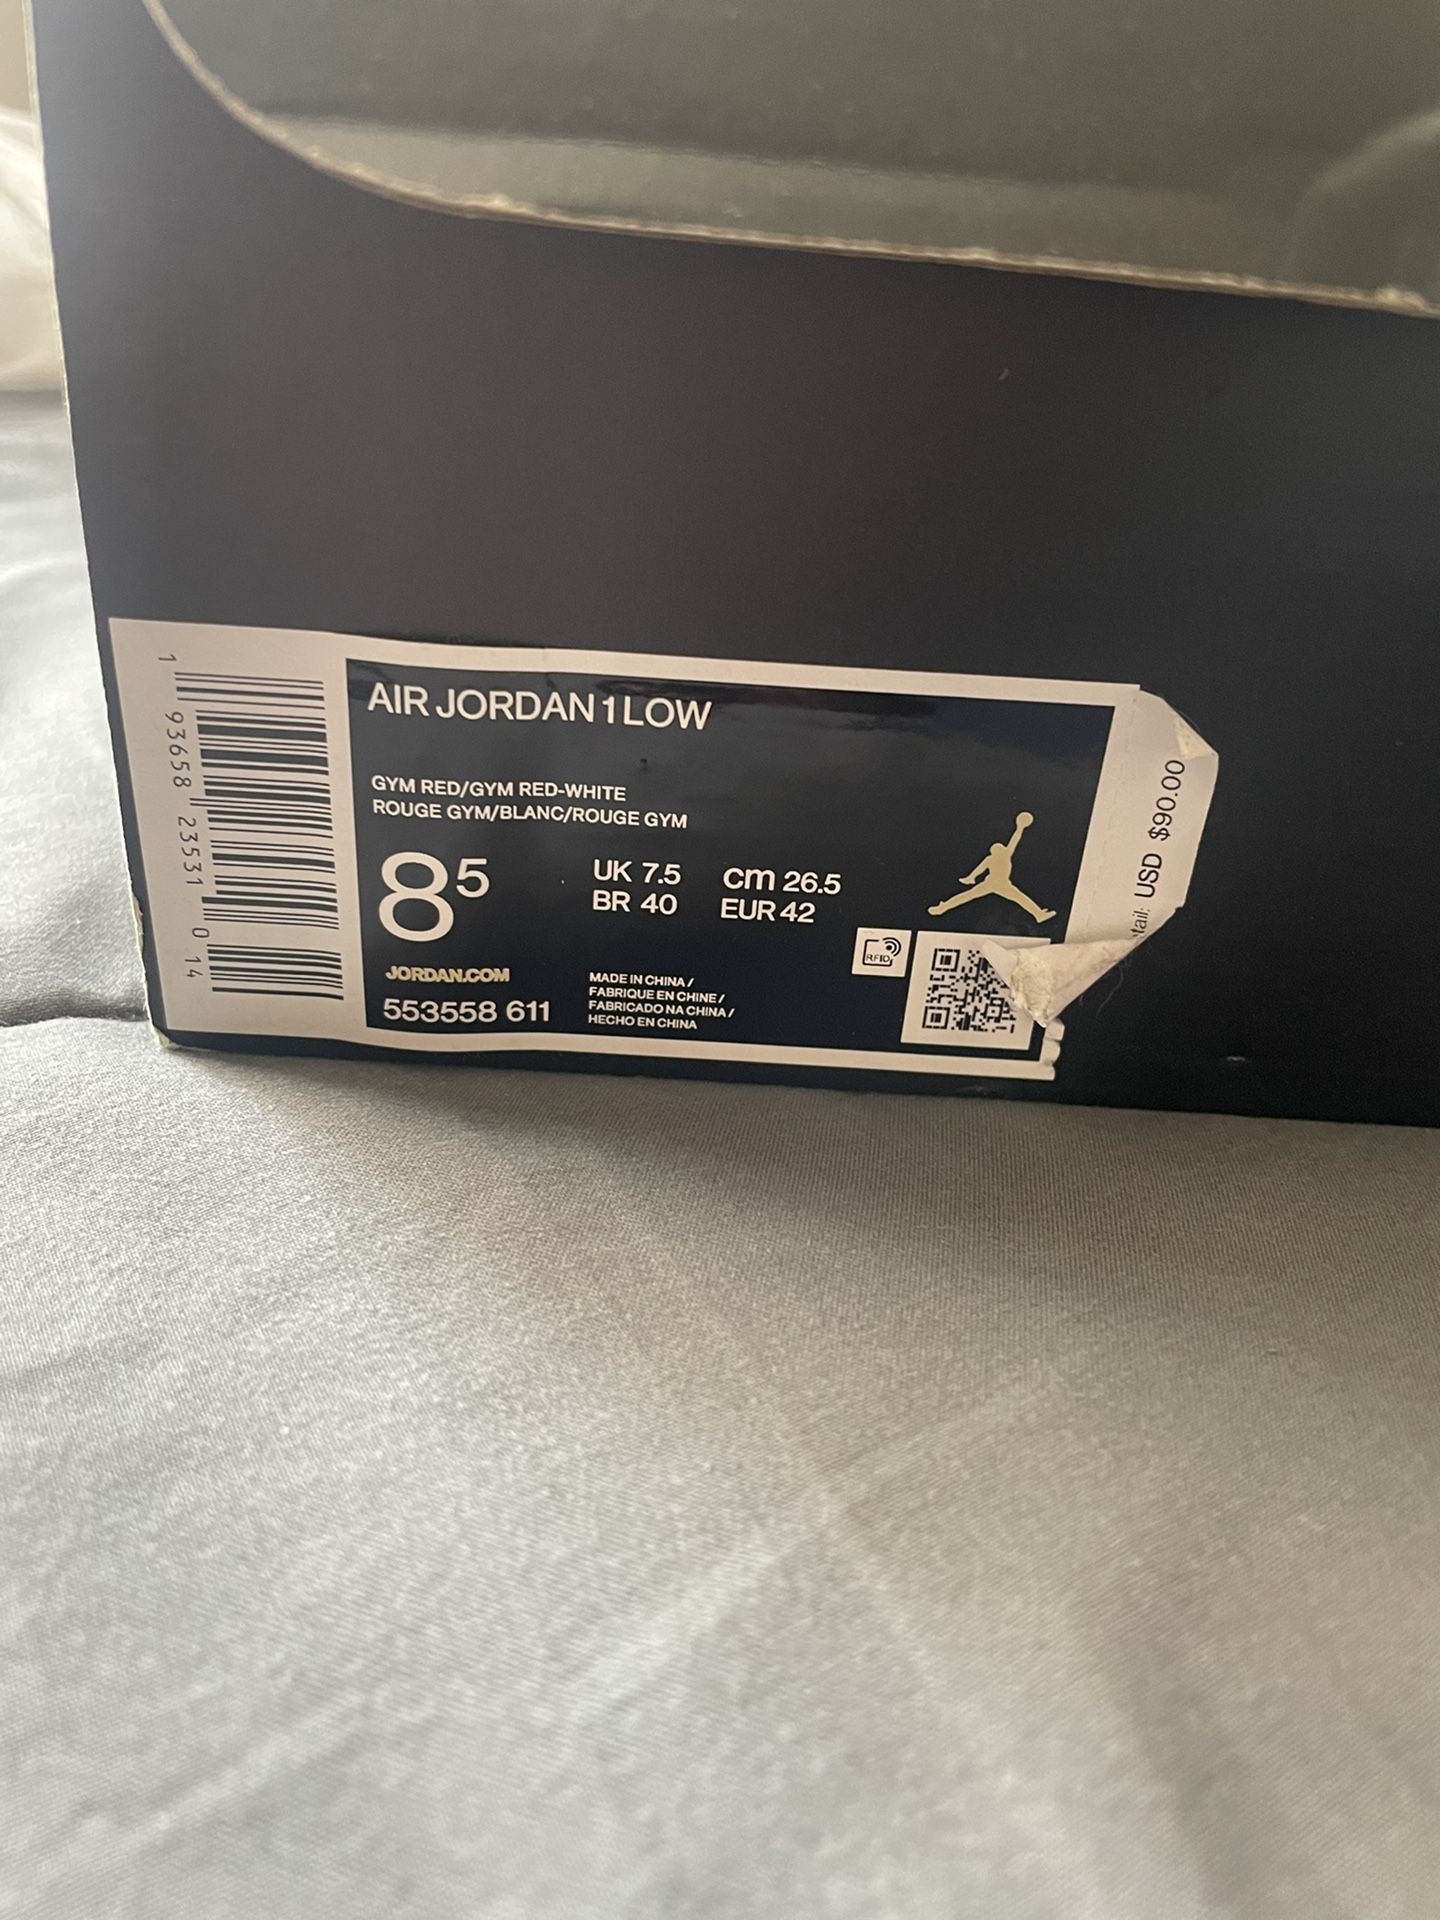 AIR JORDAN 1 LOW
GYM RED/GYM RED-WHITE
ROUGE GYM/BLANC/ROUGE GYM
8⁵
UK 7.5 cm 26.5
BR 40 EUR 42
RFID
JORDAN.COM
553558 611
MADE IN CHINA /
FABRIQUE EN CHINE /
FABRICADO NA CHINA /
HECHO EN CHINA
1 93658 23531 0 14
tail: USD $90.00